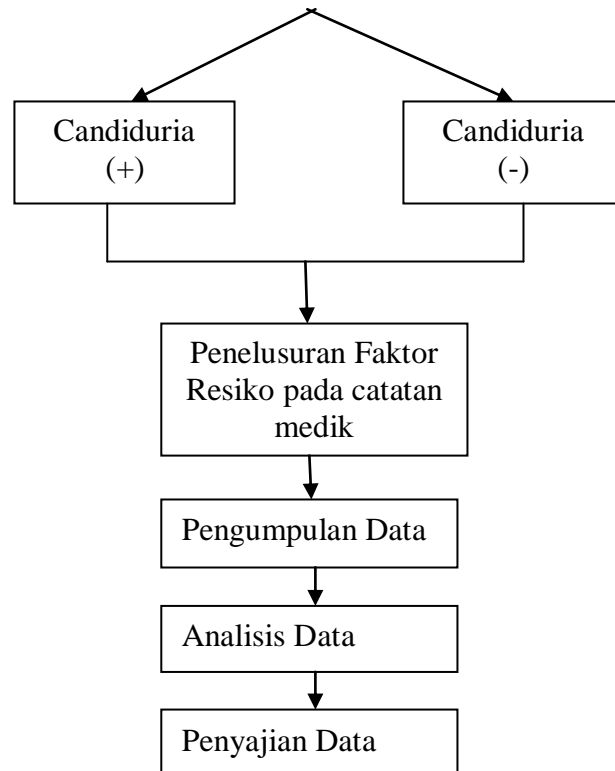 Candiduria
(+)
Candiduria
(-)
Penelusuran Faktor
Resiko pada catatan
medik
Pengumpulan Data
Analisis Data
Penyajian Data